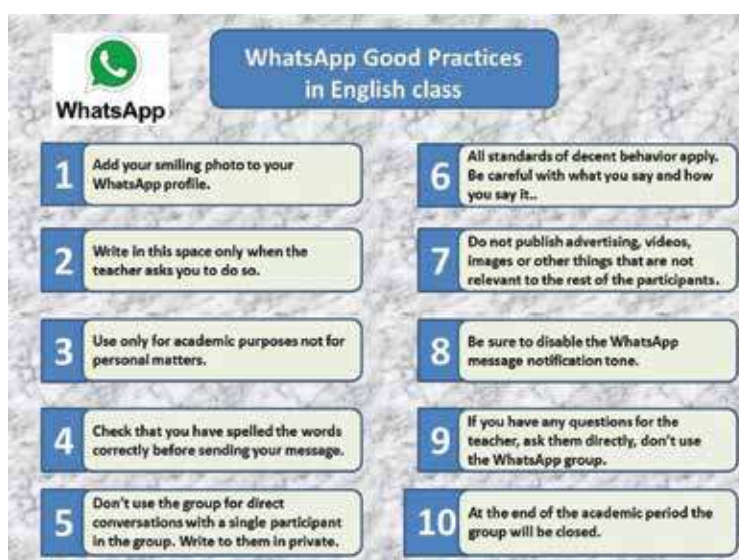 WhatsApp
WhatsApp Good Practices
in English class
1
Add your smiling photo to your
WhatsApp profile.
2
Write in this space only when the
teacher asks you to do so.
3
Use only for academic purposes not for
personal matters.
4
Check that you have spelled the words
correctly before sending your message.
5
Don't use the group for direct
conversations with a single participant
in the group. Write to them in private.
6
All standards of decent behavior apply.
Be careful with what you say and how
you say it..
7
Do not publish advertising, videos,
images or other things that are not
relevant to the rest of the participants.
8
Be sure to disable the WhatsApp
message notification tone.
9
If you have any questions for the
teacher, ask them directly, don't use
the WhatsApp group.
10
At the end of the academic period the
group will be closed.